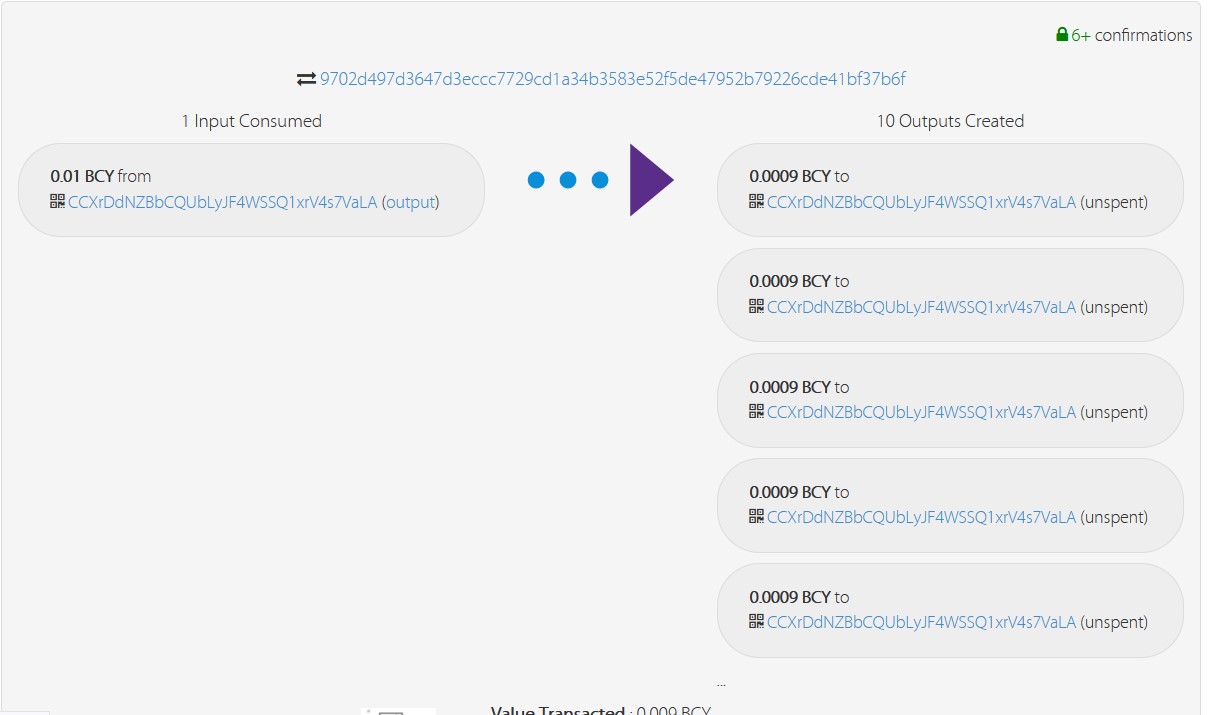 6+ confirmations
9702d497d3647d3eccc7729cd1a34b3583e52f5de47952b79226cde41bf37b6f
1 Input Consumed
10 Outputs Created
0.01 BCY from
CCXrDdNZBbCQUbLyJF4WSSQ1xrV4s7VaLA (output)
0.0009 BCY to
CCXrDdNZBbCQUbLyJF4WSSQ1xrV4s7VaLA (unspent)
0.0009 BCY to
CCXrDdNZBbCQUbLyJF4WSSQ1xrV4s7VaLA (unspent)
0.0009 BCY to
CCXrDdNZBbCQUbLyJF4WSSQ1xrV4s7VaLA (unspent)
0.0009 BCY to
CCXrDdNZBbCQUbLyJF4WSSQ1xrV4s7VaLA (unspent)
0.0009 BCY to
CCXrDdNZBbCQUbLyJF4WSSQ1xrV4s7VaLA (unspent)
...
Value Transacted : 0.009 BCY